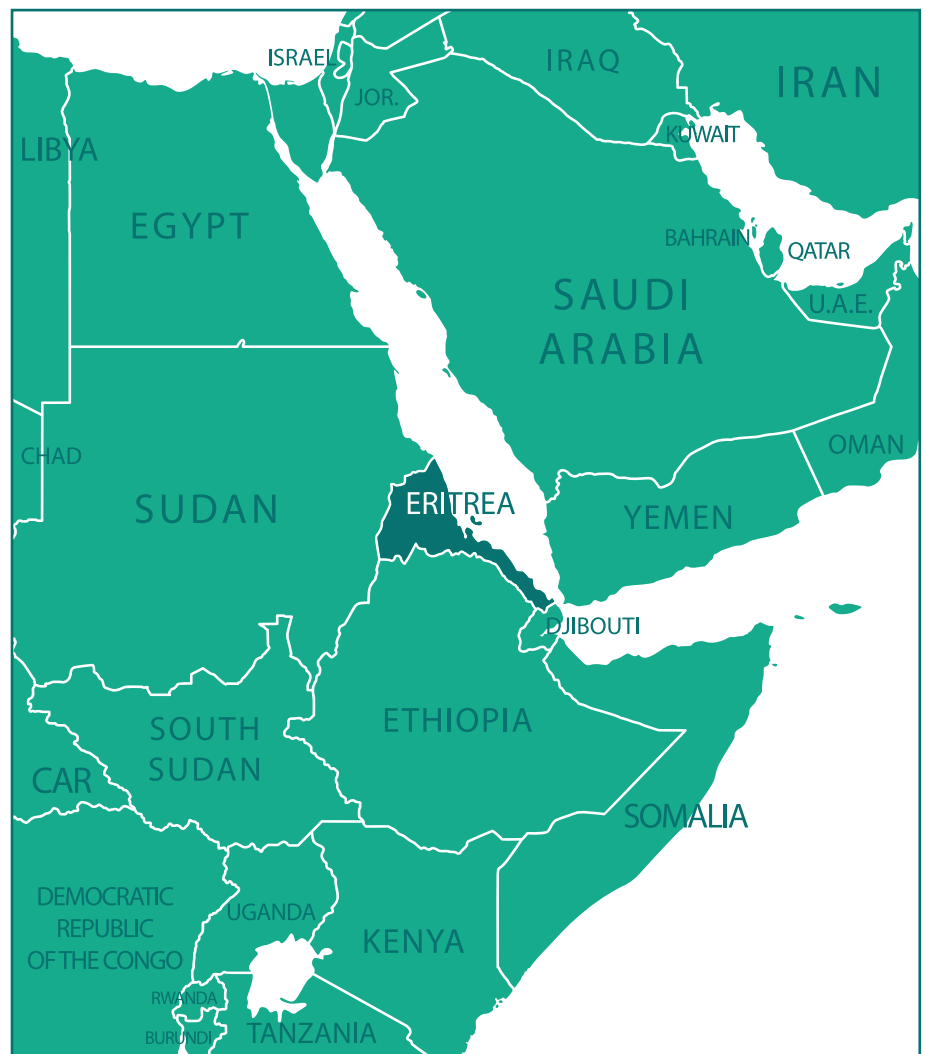 ISRAEL
IRAQ
IRAN
JOR.
KUWAIT
LIBYA
EGYPT
BAHRAIN
QATAR
SAUDI
ARABIA
U.A.E.
CHAD
OMAN
SUDAN
ERITREA
YEMEN
DJIBOUTI
ETHIOPIA
SOUTH
SUDAN
CAR
SOMALIA
DEMOCRATIC
REPUBLIC
OF THE CONGO
UGANDA
KENYA
RWANDA
BURUNDI
TANZANIA